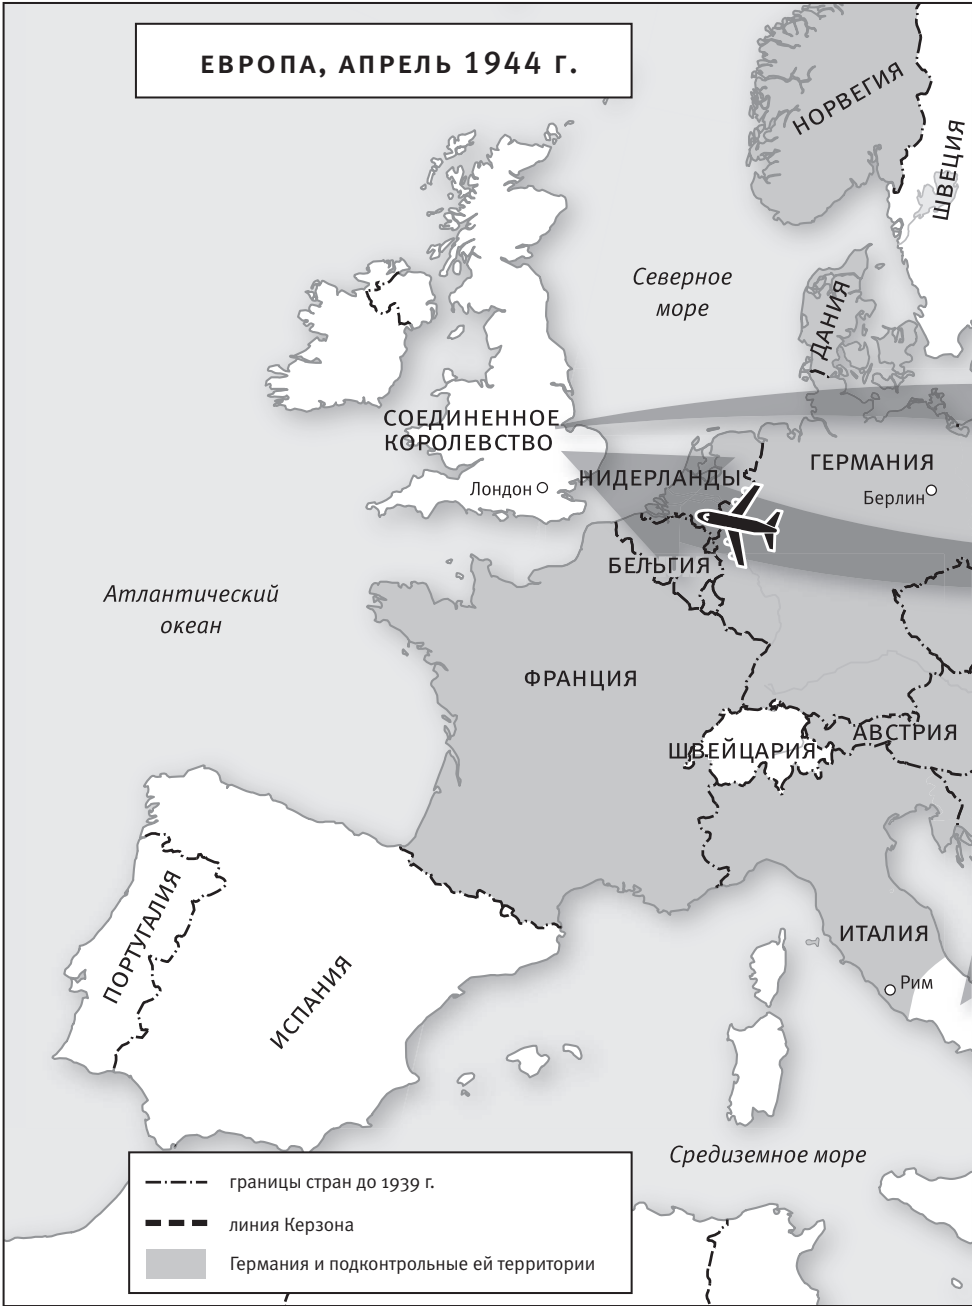 ЕВРОПА, АПРЕЛЬ 1944 Г.
НОРВЕГИЯ
ШВЕЦИЯ
Северное
море
ДАНИЯ
СОЕДИНЕННОЕ
КОРОЛЕВСТВО
Лондон
НИДЕРЛАНДЫ
ГЕРМАНИЯ
Берлин
БЕЛЬГИЯ
Атлантический
океан
ФРАНЦИЯ
ШВЕЙЦАРИЯ
АВСТРИЯ
ПОРТУГАЛИЯ
ИСПАНИЯ
ИТАЛИЯ
Рим
Средиземное море
границы стран до 1939 г.
линия Керзона
Германия и подконтрольные ей территории